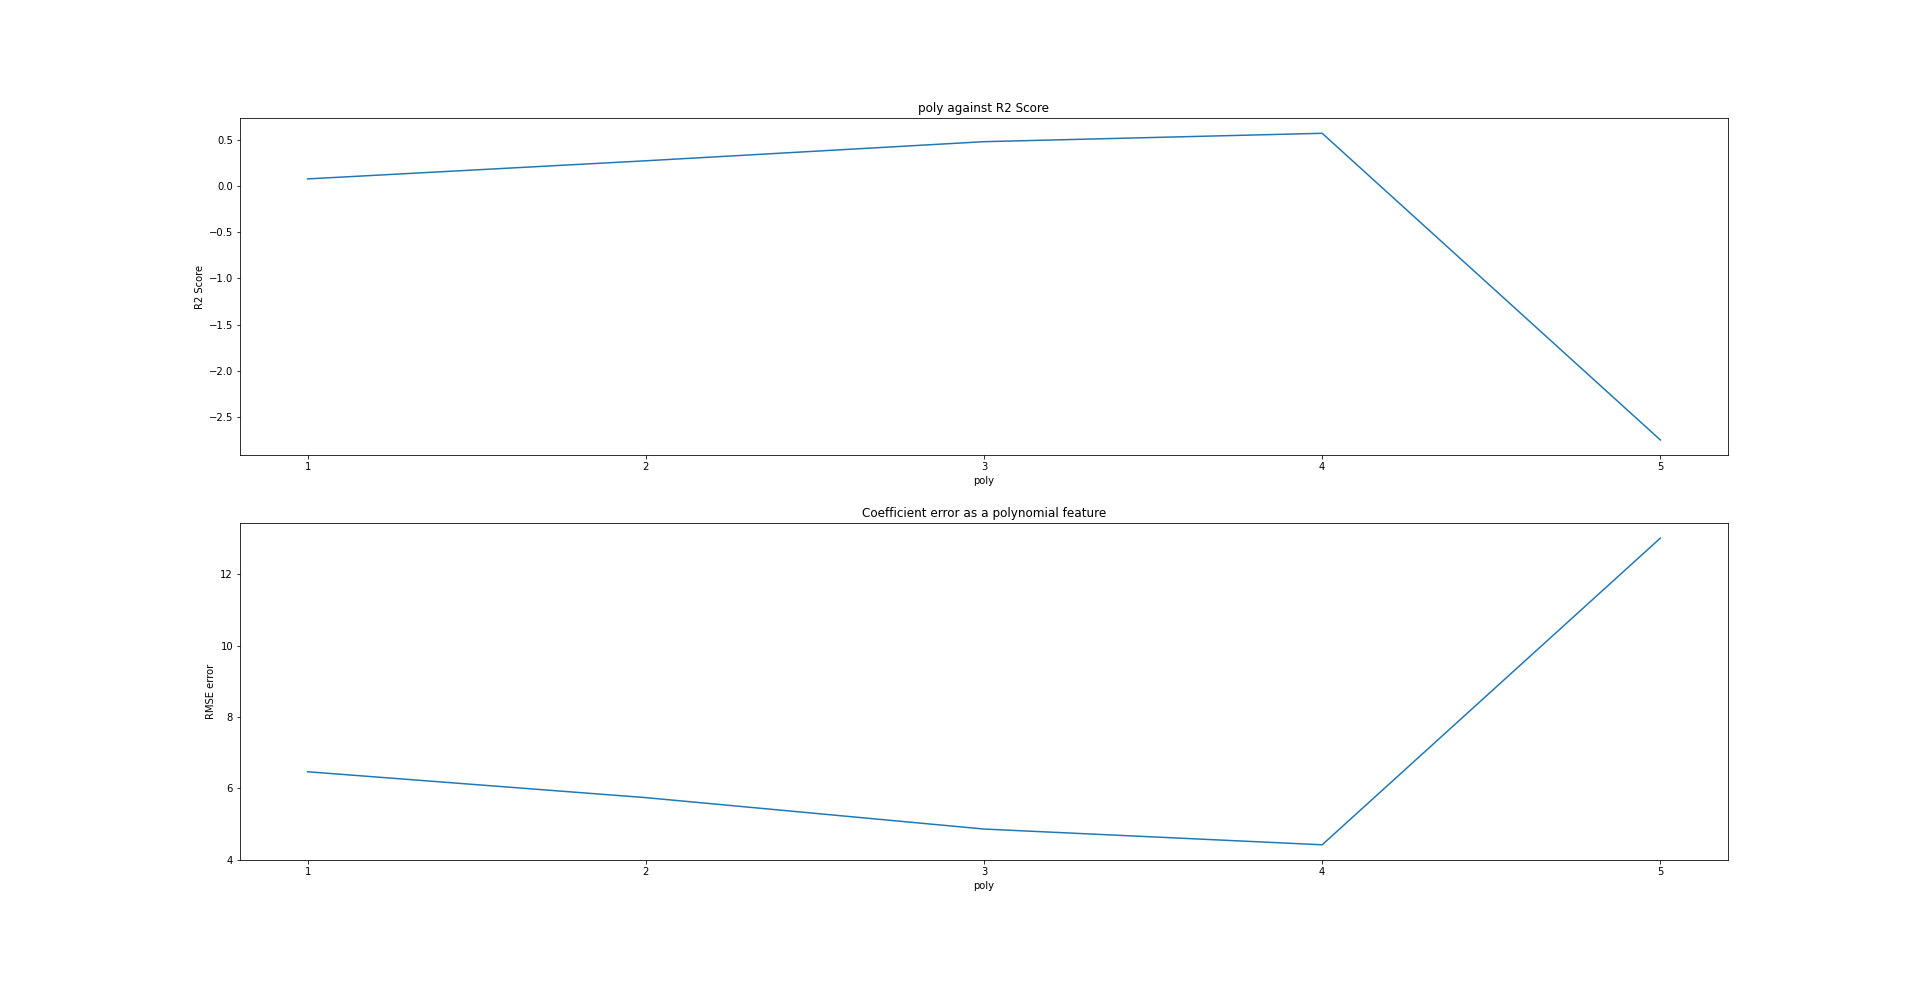 poly against R2 Score
0.5
0.0
−0.5
−1.0
−1.5
−2.0
−2.5
R2 Score
1 2 3 4 5
poly
Coefficient error as a polynomial feature
12
10
8
6
4
RMSE error
1 2 3 4 5
poly